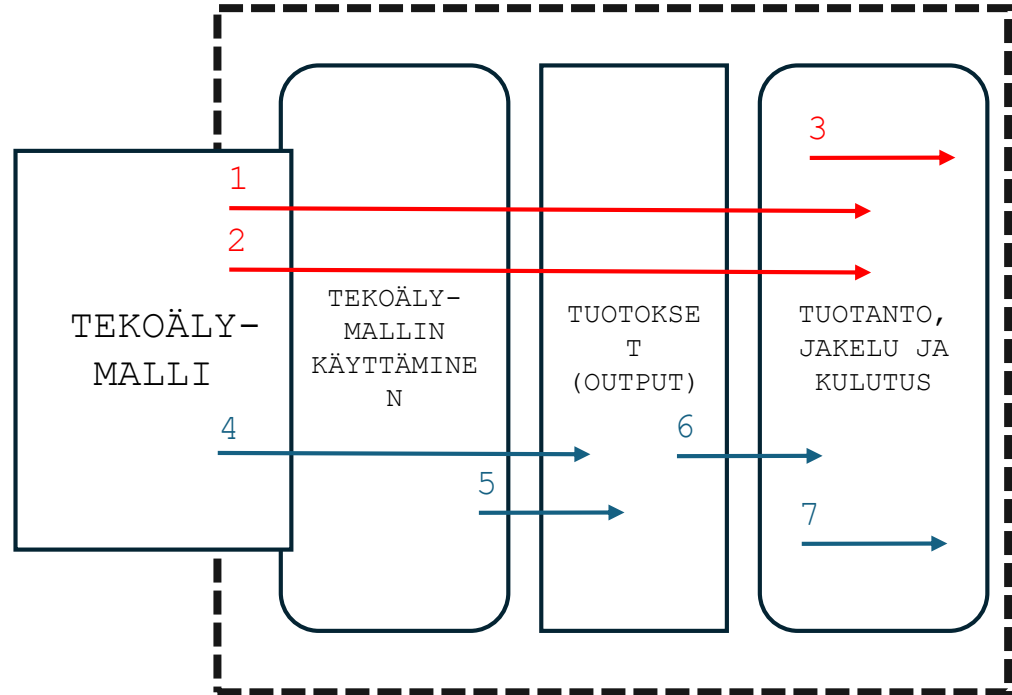 3
1
2
TEKOÄLY-
MALLI
TEKOÄLY-
MALLIN
KÄYTTÄMINE
N
TUOTOKSE
T
(OUTPUT)
TUOTANTO,
JAKELU JA
KULUTUS
4
6
5
7